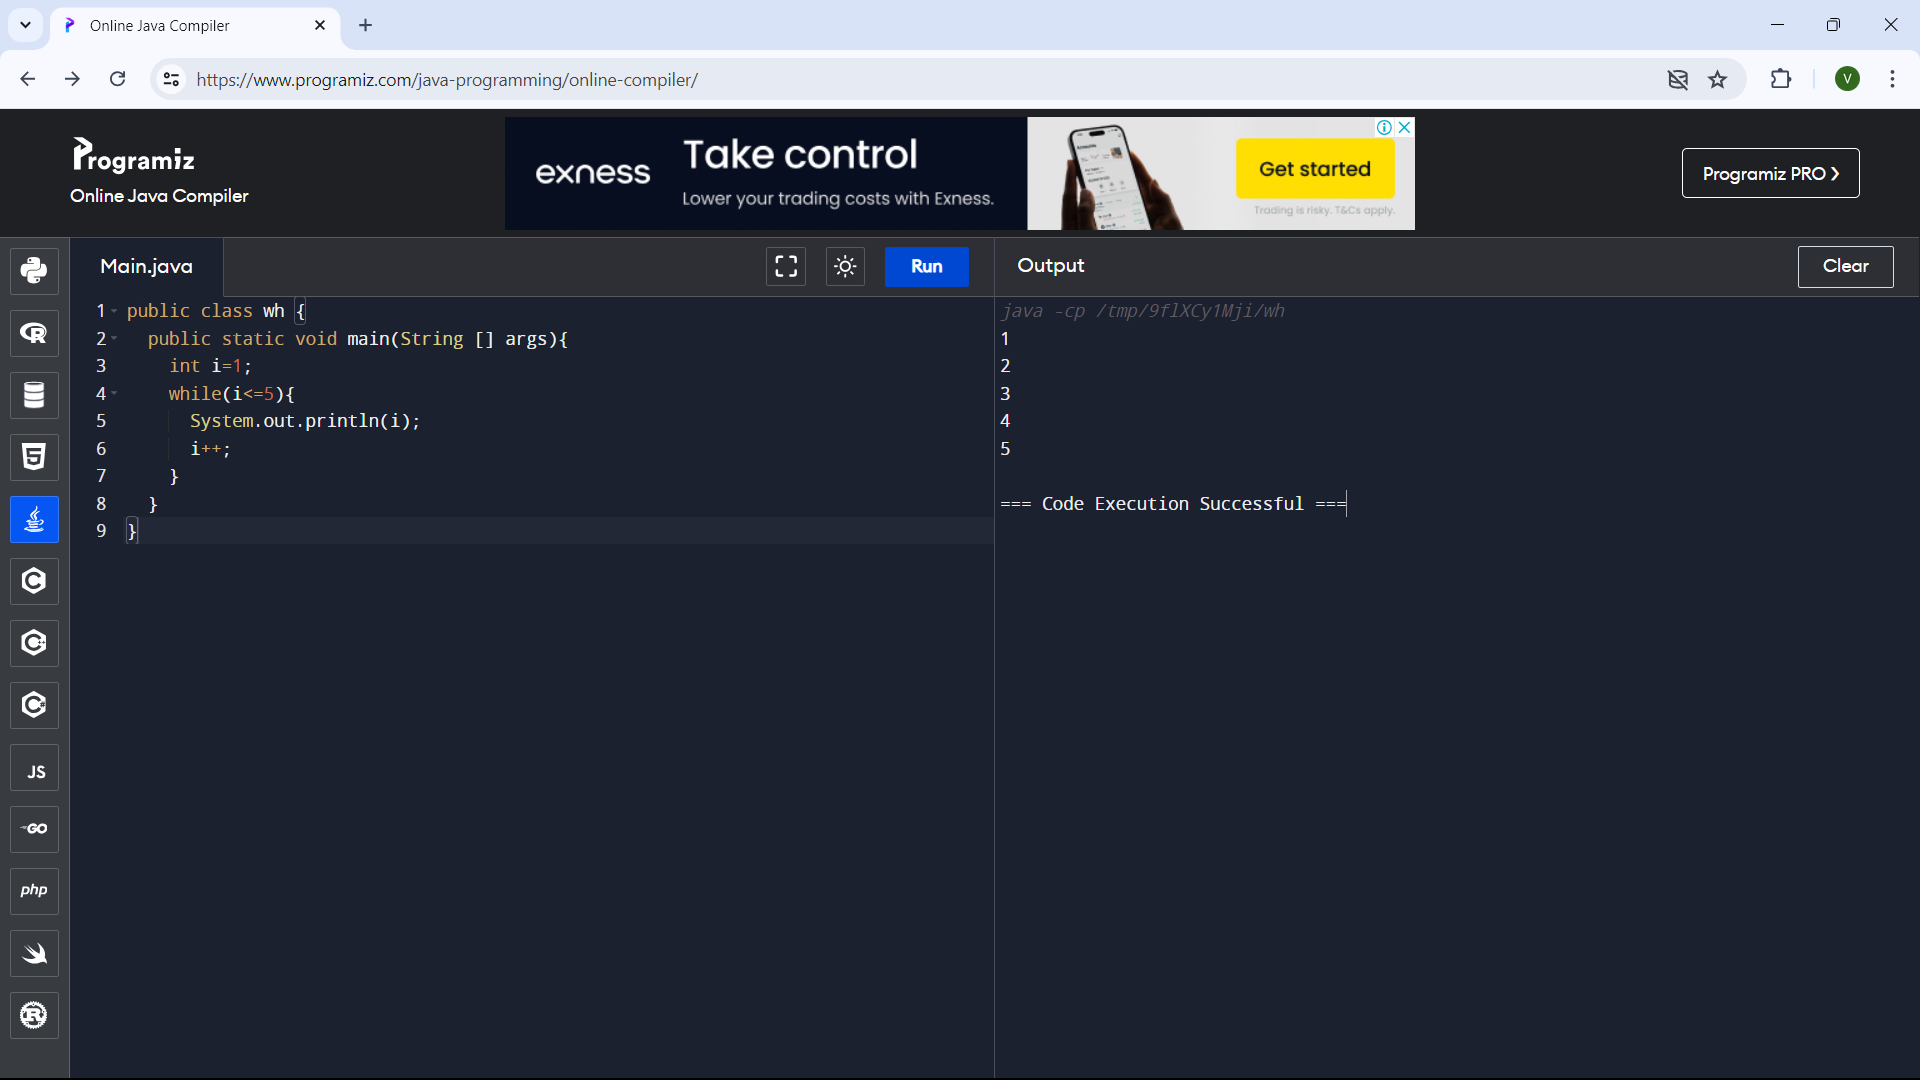 Online Java Compiler
https://www.programiz.com/java-programming/online-compiler/
V
Programiz
Online Java Compiler
exness
Take control
Lower your trading costs with Exness.
Get started
Trading is risky. T&Cs apply.
Programiz PRO >
Main.java
Run
Output
Clear
1 public class wh {
2 public static void main(String [] args){
3 int i=1;
4 while(i<=5){
5 System.out.println(i);
6 i++;
7 }
8 }
9 }
java -cp /tmp/9flXCy1Mji/wh
1
2
3
4
5
=== Code Execution Successful ===
R
5
C
C
C
JS
GO
php
R